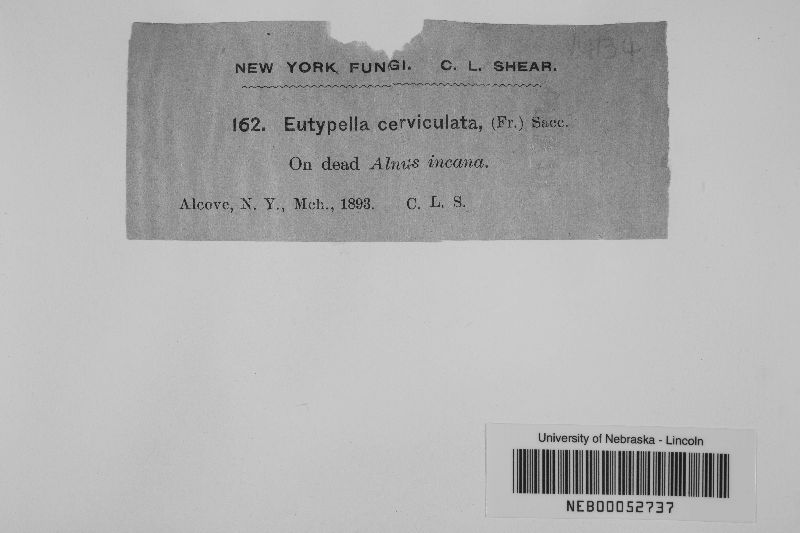 NEW YORK FUNGI. C. L. SHEAR.
162. Eutypella cerviculata, (Fr.) Sacc.
On dead Alnus incana.
Alcove, N. Y., Mch., 1893. C. L. S.
University of Nebraska - Lincoln
NEB00052737